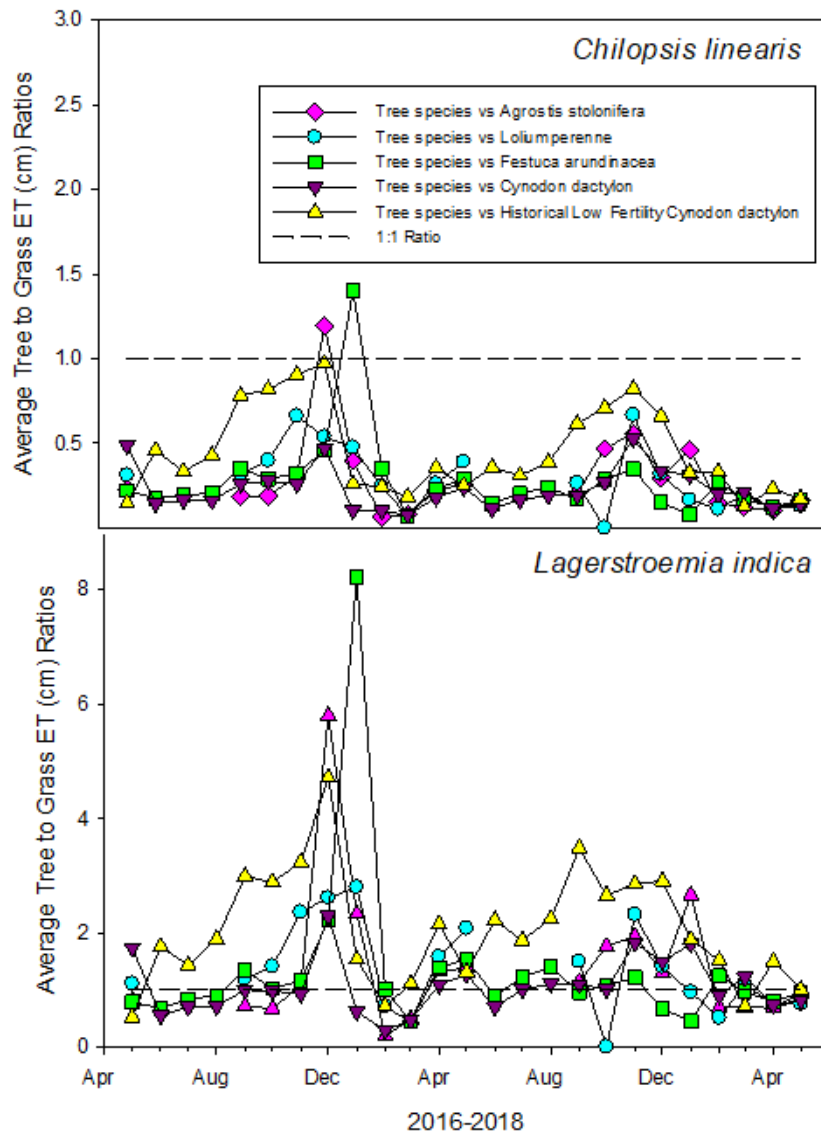 Chilopsis linearis
Average Tree to Grass ET (cm) Ratios
3.0
2.5
2.0
1.5
1.0
0.5
Tree species vs Agrostis stolonifera
Tree species vs Loliumperenne
Tree species vs Festuca arundinacea
Tree species vs Cynodon dactylon
Tree species vs Historical Low Fertility Cynodon dactylon
1:1 Ratio
Lagerstroemia indica
Average Tree to Grass ET (cm) Ratios
8
6
4
2
0
Apr Aug Dec Apr Aug Dec Apr
2016-2018